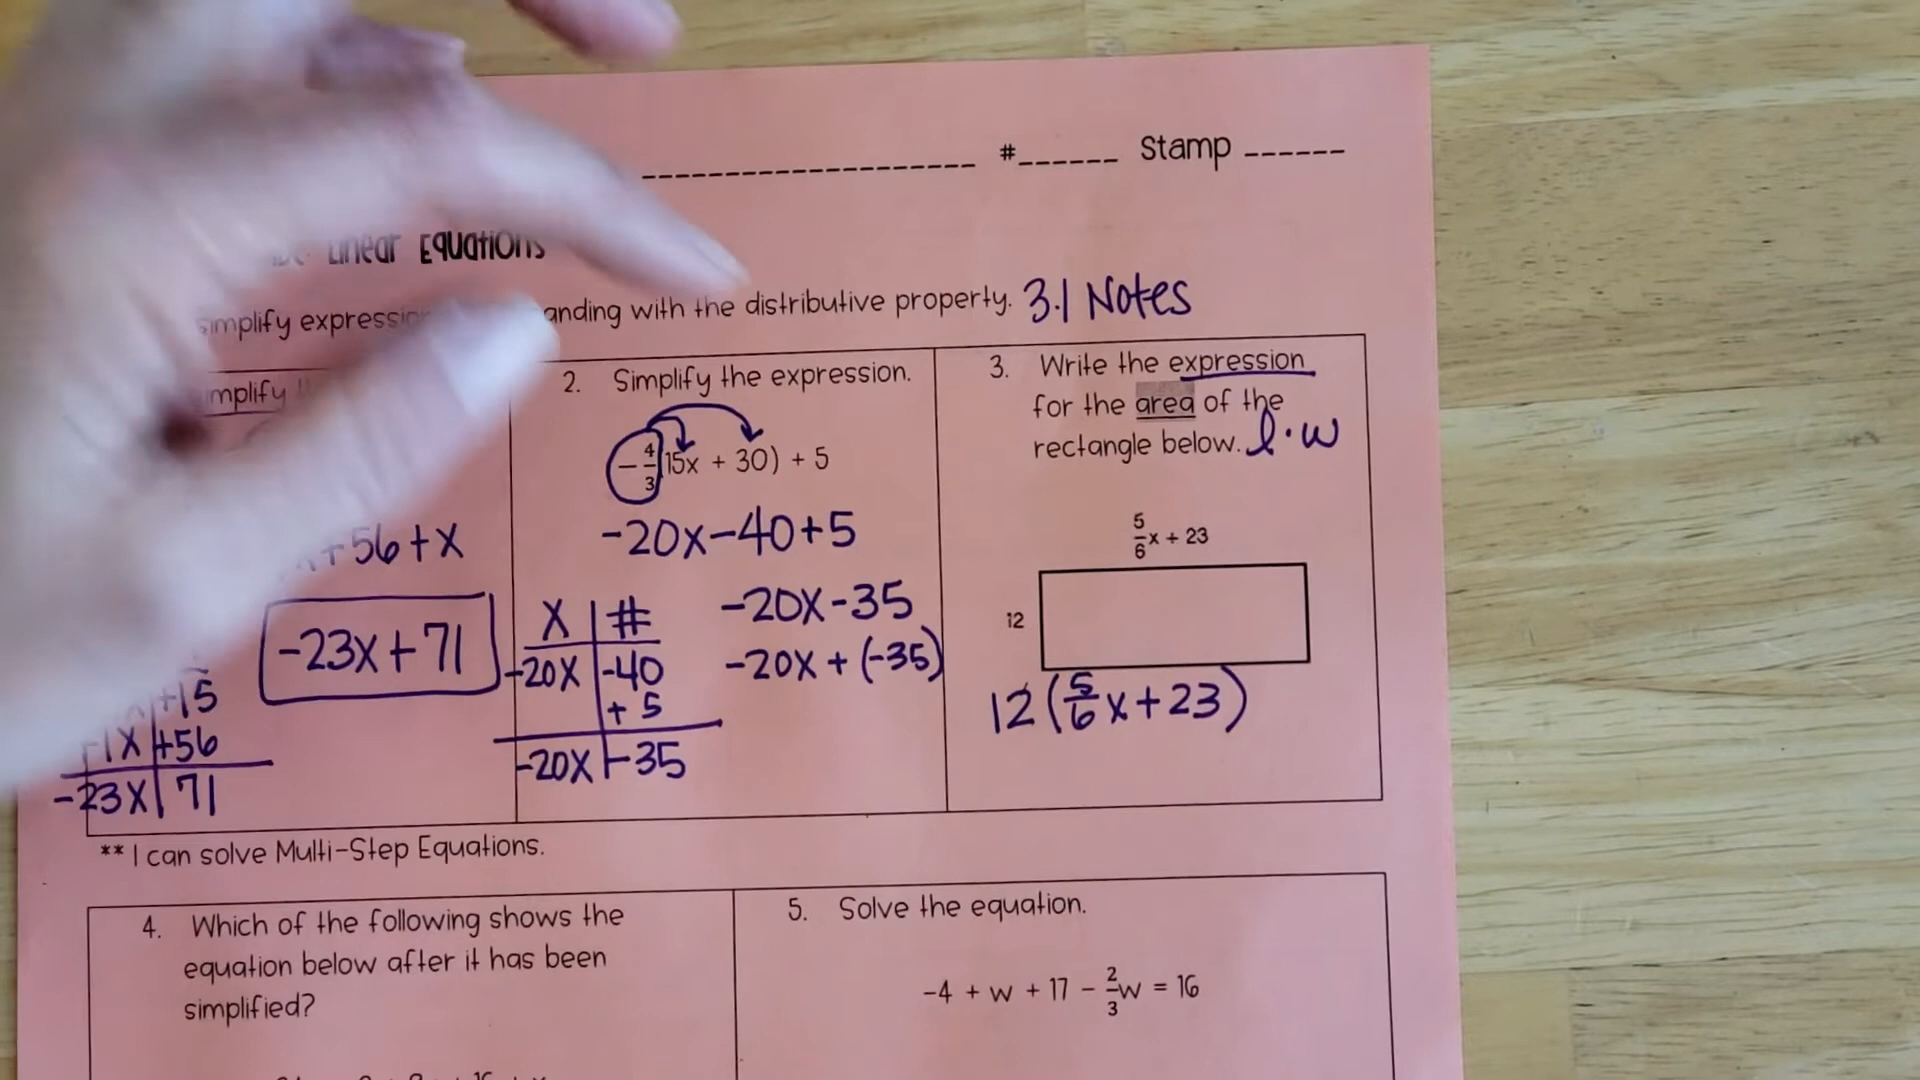 #______ Stamp ______
Linear Equations
simplify expression anding with the distributive property. 3.1 Notes
simplify
+56+x
-23x+71
+15
-1x +56
-23x 71
2. Simplify the expression.
-4/3(15x + 30) + 5
-20x-40+5
x #
-20x -40
+ 5
-20x -35
-20x-35
-20x + (-35)
3. Write the expression
for the area of the
rectangle below. l·w
5/6x + 23
12
12(5/6x+23)
** I can solve Multi-Step Equations.
4. Which of the following shows the
equation below after it has been
simplified?
5. Solve the equation.
-4 + w + 17 - 2/3w = 16